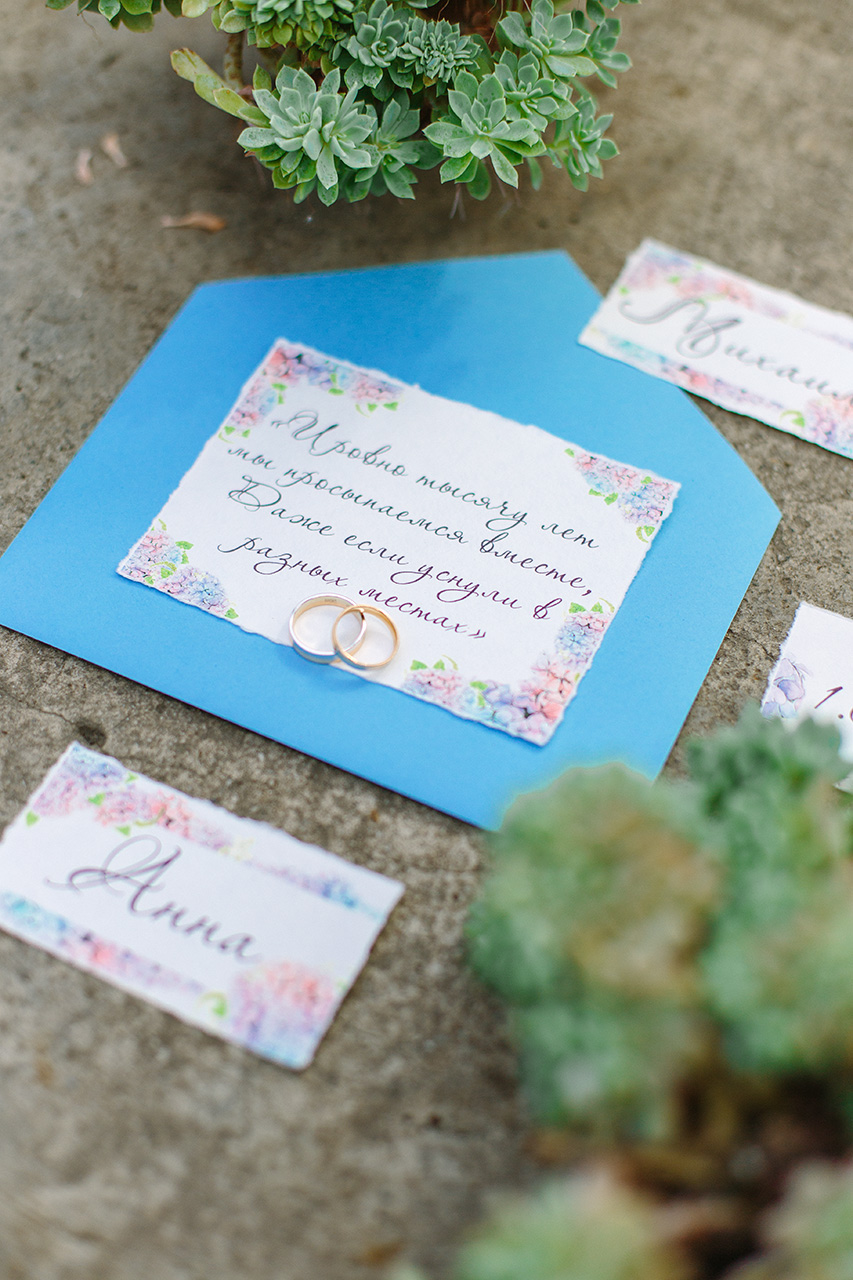 Михаил
«И ровно тысячу лет
мы просыпаемся вместе,
Даже если уснули в
разных местах»
Анна